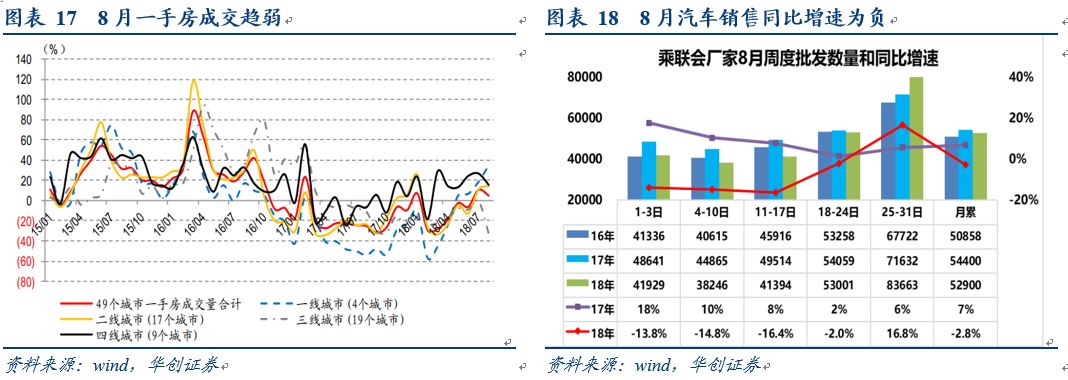 图表 17 8 月一手房成交趋弱
(%)
140
120
100
80
60
40
20
0
(20)
(40)
(60)
(80)
15/01
15/04
15/07
15/10
16/01
16/04
16/07
16/10
17/01
17/04
17/07
17/10
18/01
18/04
18/07
49个城市一手房成交量合计
一线城市 (4个城市)
二线城市 (17个城市)
三线城市 (19个城市)
四线城市 (9个城市)
资料来源：wind，华创证券
图表 18 8 月汽车销售同比增速为负
乘联会厂家8月周度批发数量和同比增速
80000
60000
40000
20000
40%
20%
0%
-20%
1-3日 4-10日 11-17日 18-24日 25-31日 月累
16年 41336 40615 45916 53258 67722 50858
17年 48641 44865 49514 54059 71632 54400
18年 41929 38246 41394 53001 83663 52900
17年 18% 10% 8% 2% 6% 7%
18年 -13.8% -14.8% -16.4% -2.0% 16.8% -2.8%
资料来源：wind，华创证券